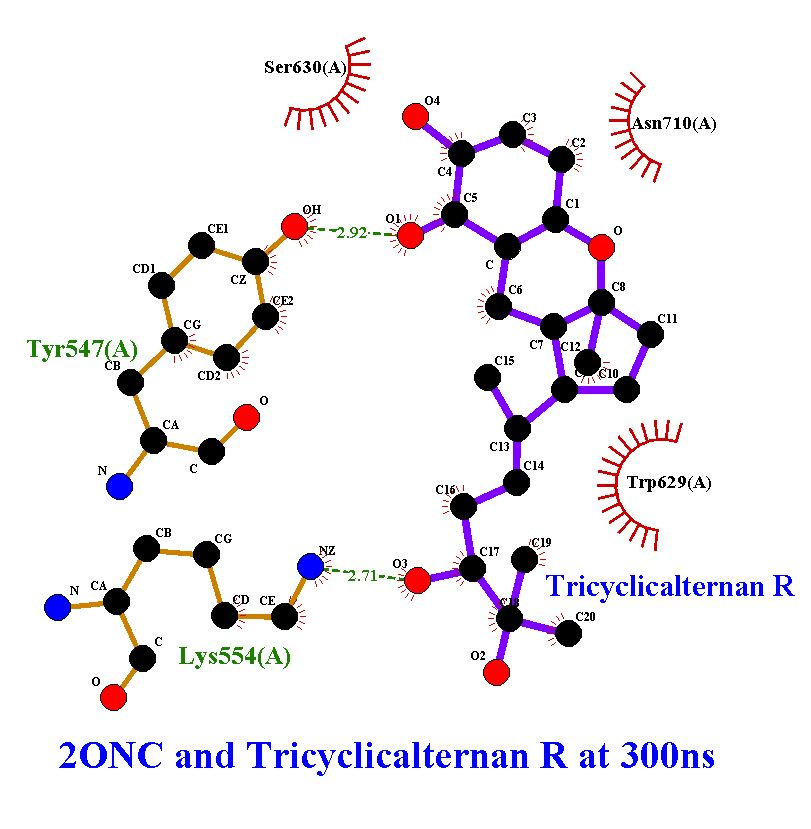 Ser630(A)
O4
C3
Asn710(A)
C2
C4
C5
C1
OH
O1
2.92
CE1
O
CZ
C
CD1
C6
C8
CE2
CG
C11
Tyr547(A)
C7
C12
CB
CD2
C15
C10
O
CA
C13
N
C
C14
C16
Trp629(A)
CB
CG
NZ
C19
O3
2.71
C17
N
CA
CD
CE
Tricyclicalternan R
C18
C20
C
Lys554(A)
O2
O
2ONC and Tricyclicalternan R at 300ns